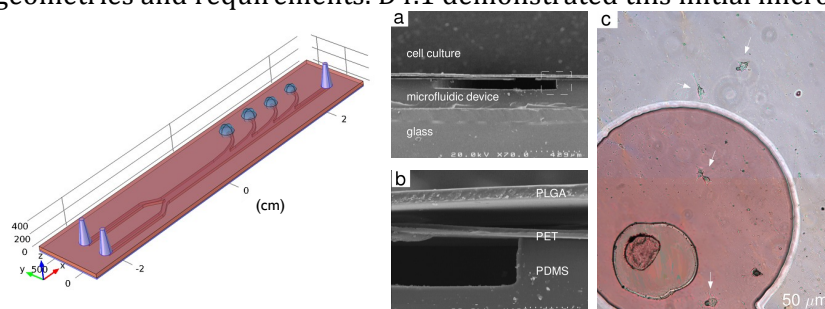 geometries and requirements. D4.1 demonstrated this initial micro
a
cell culture
microfluidic device
glass
20.0kV X70.0 429µm
b
PLGA
PET
PDMS
c
50 µm
400
200
0
z
y
500
x
0
-2
0
2
(cm)